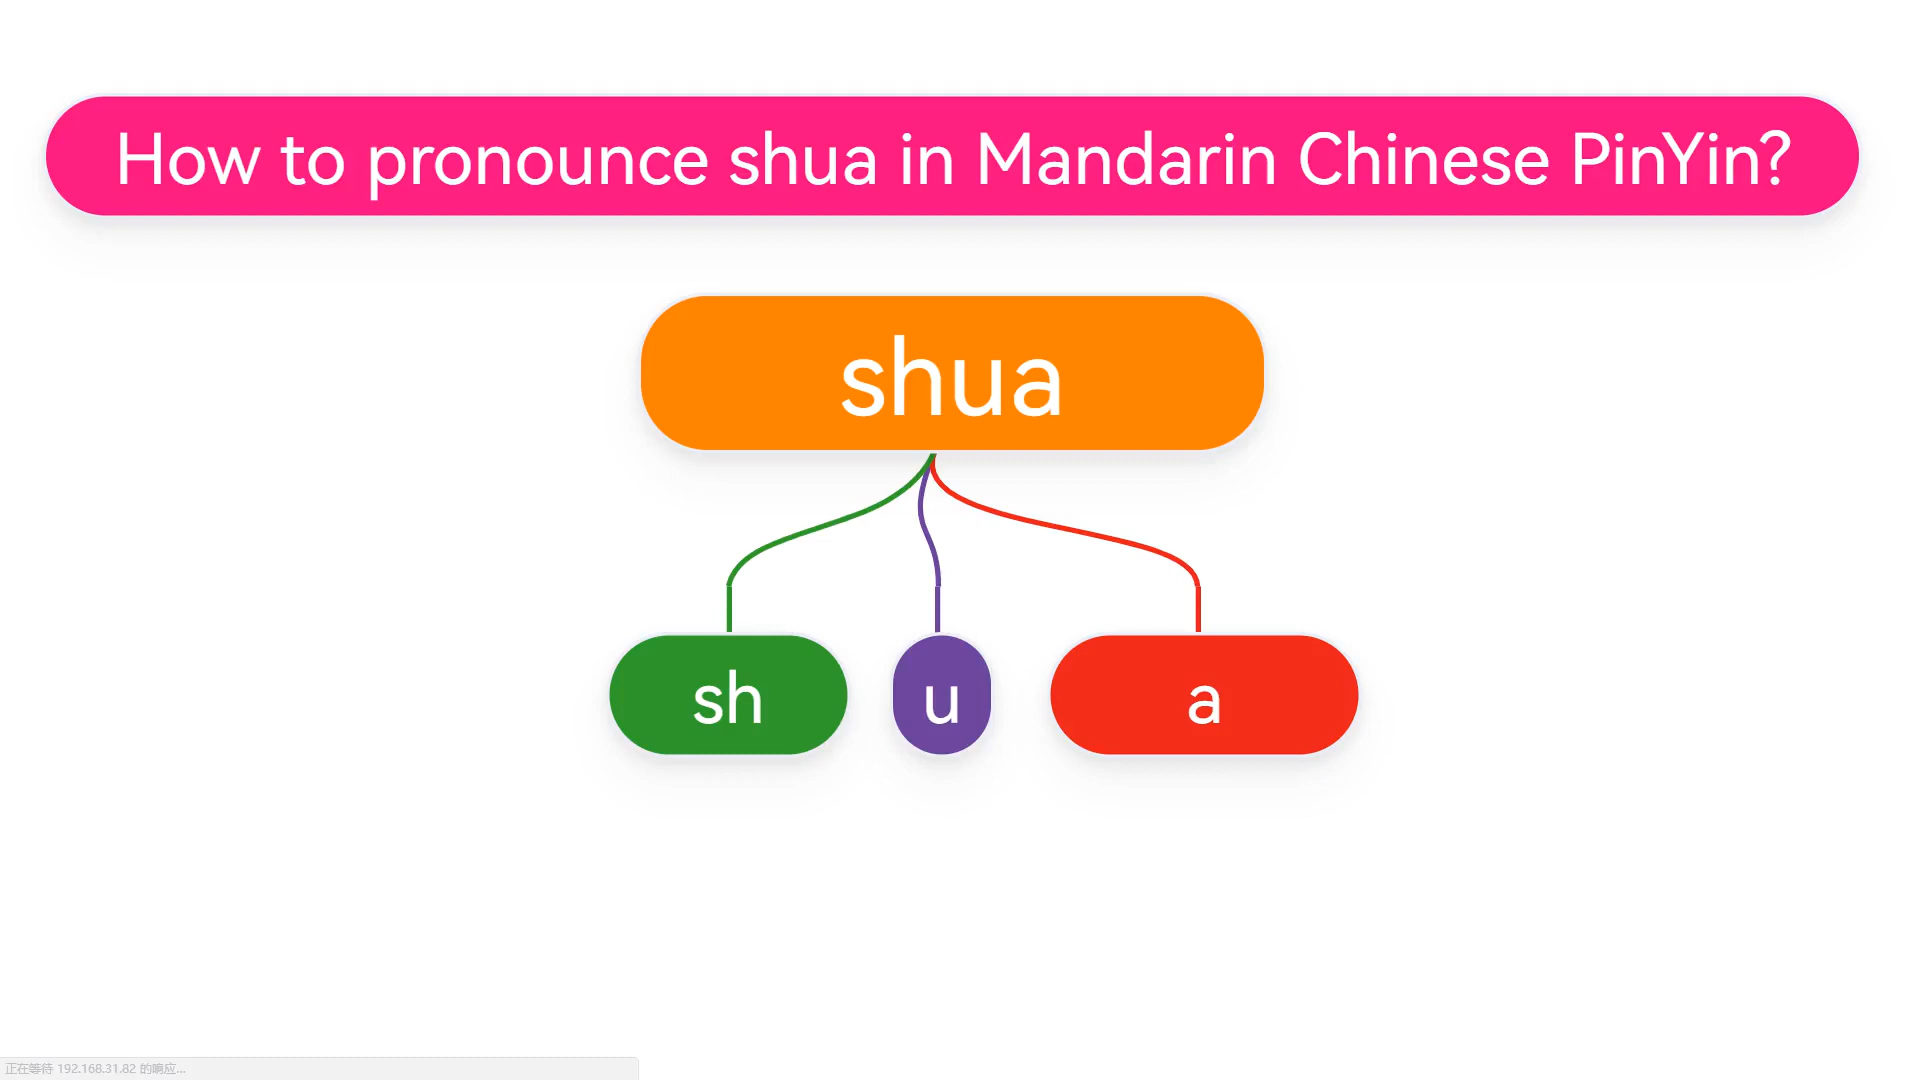 How to pronounce shua in Mandarin Chinese PinYin?
shua
sh u a
正在等待 192.168.31.82 的响应...